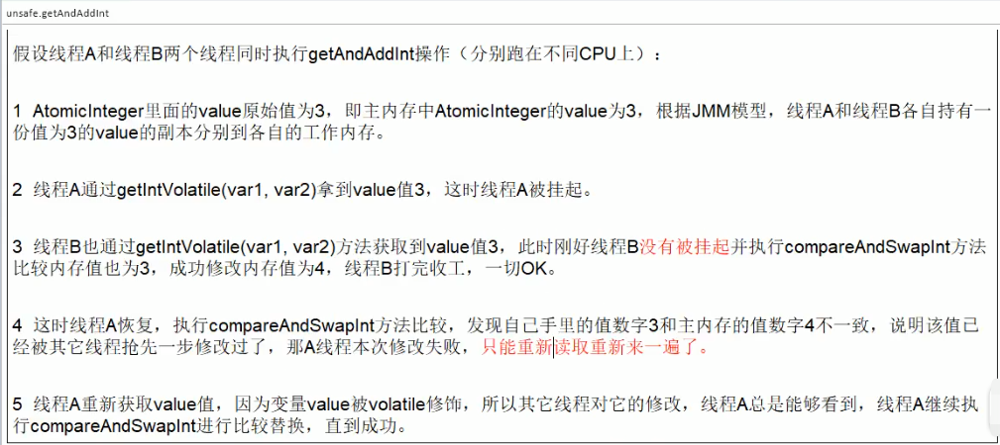 unsafe.getAndAddInt
假设线程A和线程B两个线程同时执行getAndAddInt操作（分别跑在不同CPU上）：
1 AtomicInteger里面的value原始值为3，即主内存中AtomicInteger的value为3，根据JMM模型，线程A和线程B各自持有一
份值为3的value的副本分别到各自的工作内存。
2 线程A通过getIntVolatile(var1, var2)拿到value值3，这时线程A被挂起。
3 线程B也通过getIntVolatile(var1, var2)方法获取到value值3，此时刚好线程B没有被挂起并执行compareAndSwapInt方法
比较内存值也为3，成功修改内存值为4，线程B打完收工，一切OK。
4 这时线程A恢复，执行compareAndSwapInt方法比较，发现自己手里的值数字3和主内存的值数字4不一致，说明该值已
经被其它线程抢先一步修改过了，那A线程本次修改失败，只能重新读取重新来一遍了。
5 线程A重新获取value值，因为变量value被volatile修饰，所以其它线程对它的修改，线程A总是能够看到，线程A继续执
行compareAndSwapInt进行比较替换，直到成功。